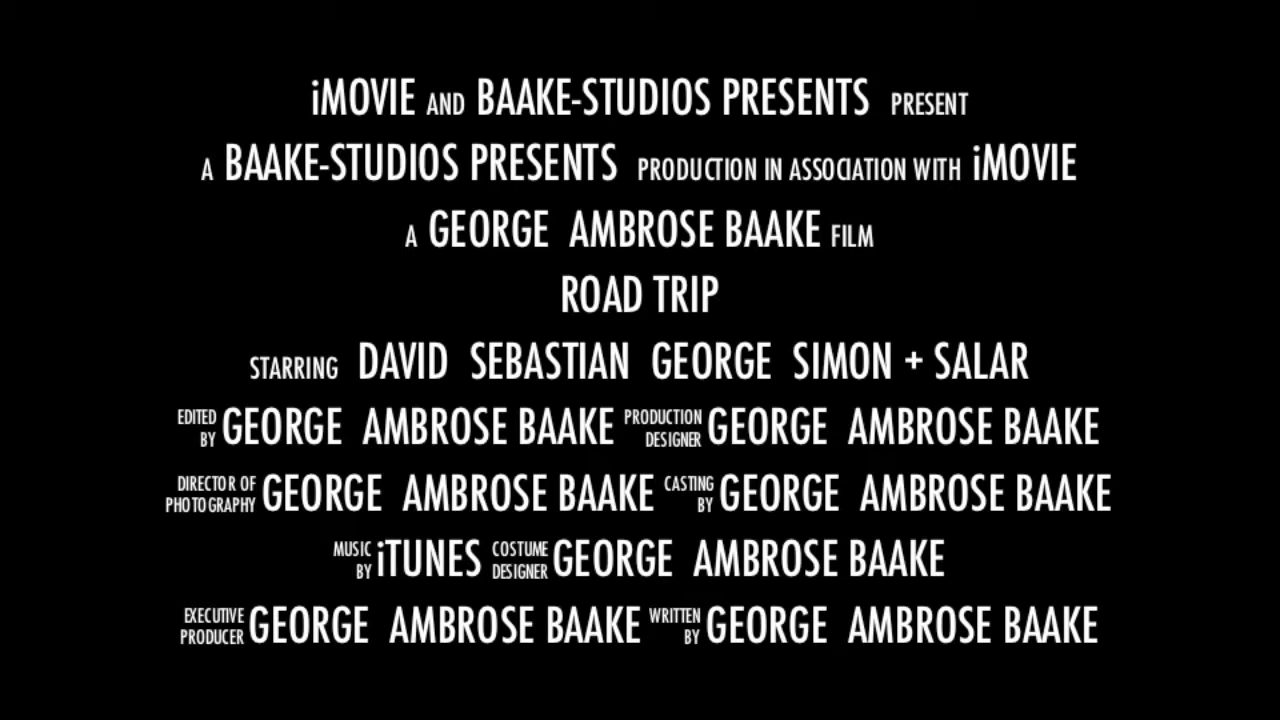 iMOVIE AND BAAKE-STUDIOS PRESENTS PRESENT
A BAAKE-STUDIOS PRESENTS PRODUCTION IN ASSOCIATION WITH iMOVIE
A GEORGE AMBROSE BAAKE FILM
ROAD TRIP
STARRING DAVID SEBASTIAN GEORGE SIMON + SALAR
EDITED BY GEORGE AMBROSE BAAKE PRODUCTION DESIGNER GEORGE AMBROSE BAAKE
DIRECTOR OF PHOTOGRAPHY GEORGE AMBROSE BAAKE CASTING BY GEORGE AMBROSE BAAKE
MUSIC BY iTUNES COSTUME DESIGNER GEORGE AMBROSE BAAKE
EXECUTIVE PRODUCER GEORGE AMBROSE BAAKE WRITTEN BY GEORGE AMBROSE BAAKE